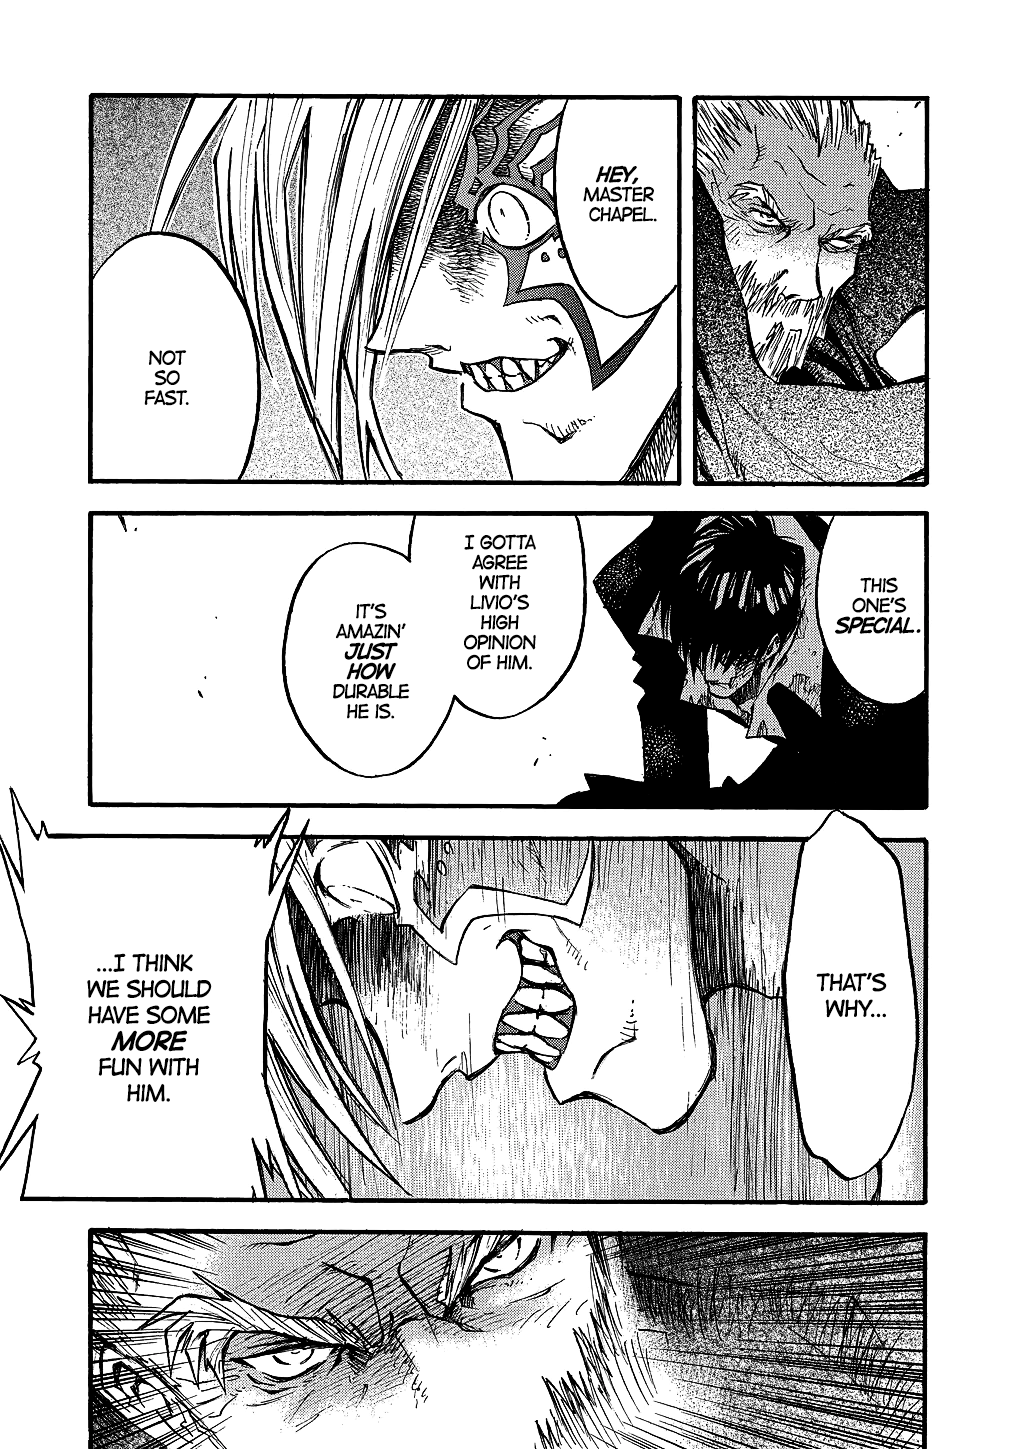 HEY,
MASTER
CHAPEL.
NOT
SO
FAST.
THIS
ONE'S
SPECIAL.
I GOTTA
AGREE
WITH
LIVIO'S
HIGH
OPINION
OF HIM.
IT'S
AMAZIN'
JUST
HOW
DURABLE
HE IS.
THAT'S
WHY...
...I THINK
WE SHOULD
HAVE SOME
MORE
FUN WITH
HIM.